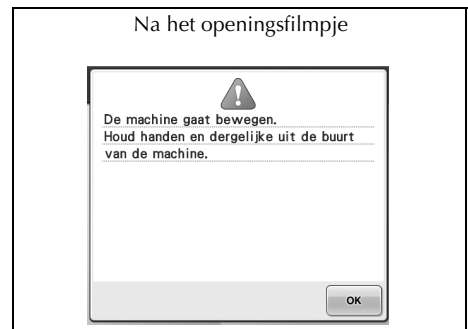 Na het openingsfilmpje
De machine gaat bewegen.
Houd handen en dergelijke uit de buurt
van de machine.
OK